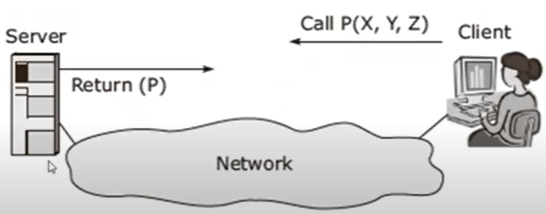 Server
Call P(X, Y, Z)
Client
Return (P)
Network